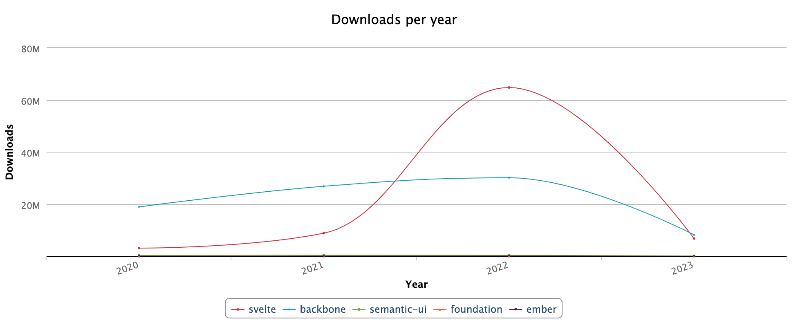 Downloads per year
80M
60M
40M
20M
Downloads
2020 2021 2022 2023
Year
svelte backbone semantic-ui foundation ember